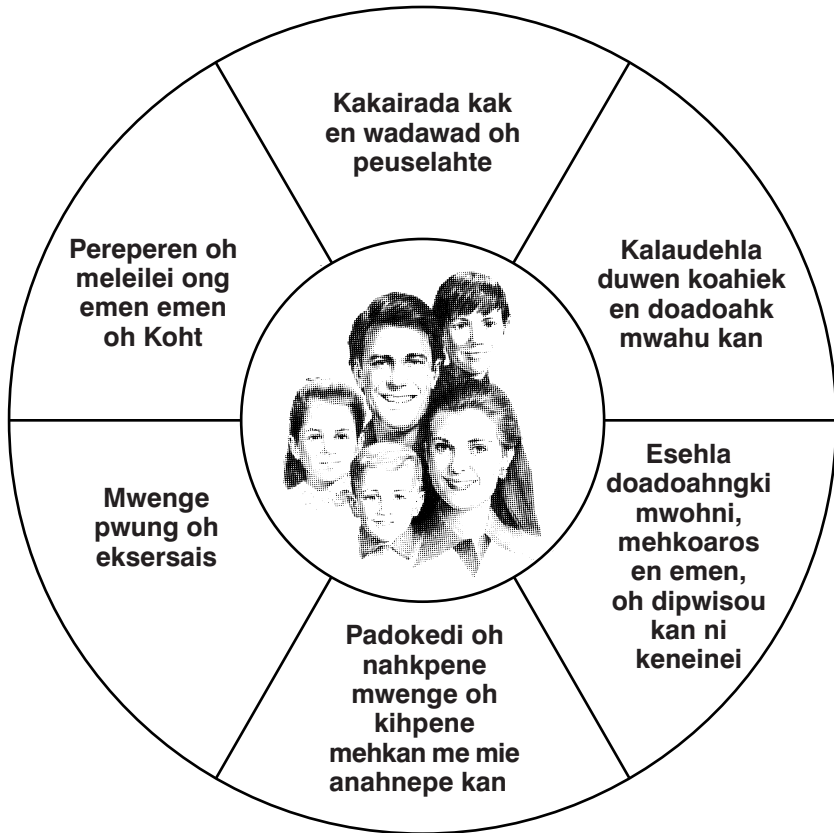 Kakairada kak
en wadawad oh
peuselahte
Kalaudehla
duwen koahiek
en doadoahk
mwahu kan
Esehla
doadoahngki
mwohni,
mehkoaros
en emen,
oh dipwisou
kan ni
keneinei
Padokedi oh
nahkpene
mwenge oh
kihpene
mehkan me mie
anahnepe kan
Mwenge
pwung oh
eksersais
Pereperen oh
meleilei ong
emen emen
oh Koht